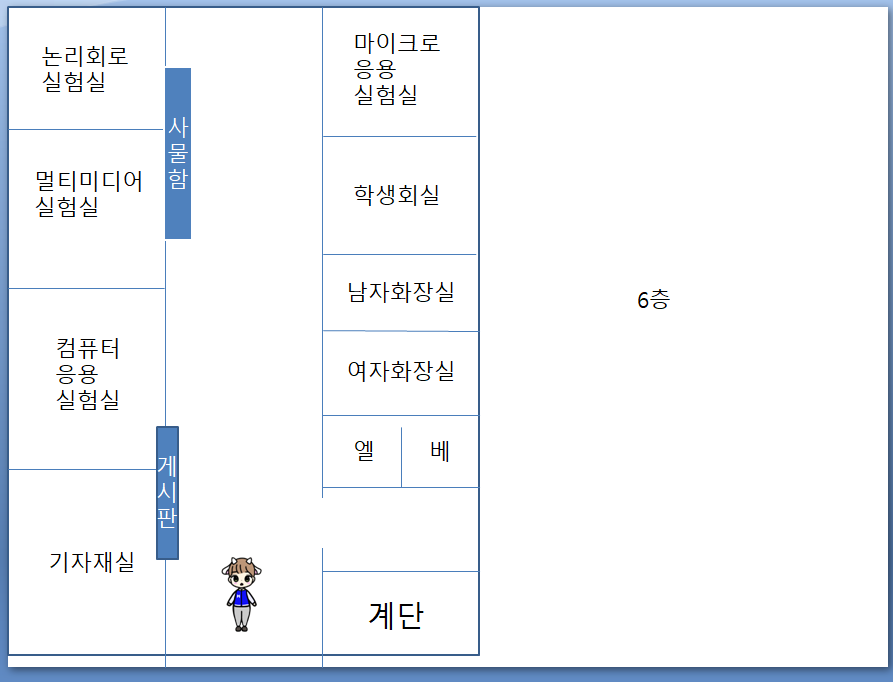 논리회로
실험실
멀티미디어
실험실
컴퓨터
응용
실험실
기자재실
사물함
게시판
마이크로
응용
실험실
학생회실
남자화장실
여자화장실
엘 베
계단
6층